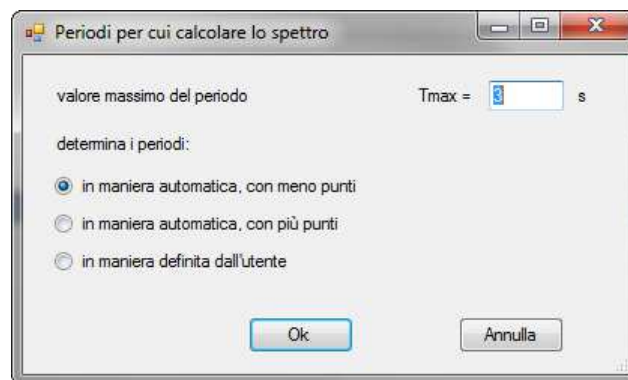 Periodi per cui calcolare lo spettro
valore massimo del periodo Tmax = 3 s
determina i periodi:
in maniera automatica, con meno punti
in maniera automatica, con più punti
in maniera definita dall'utente
Ok Annulla